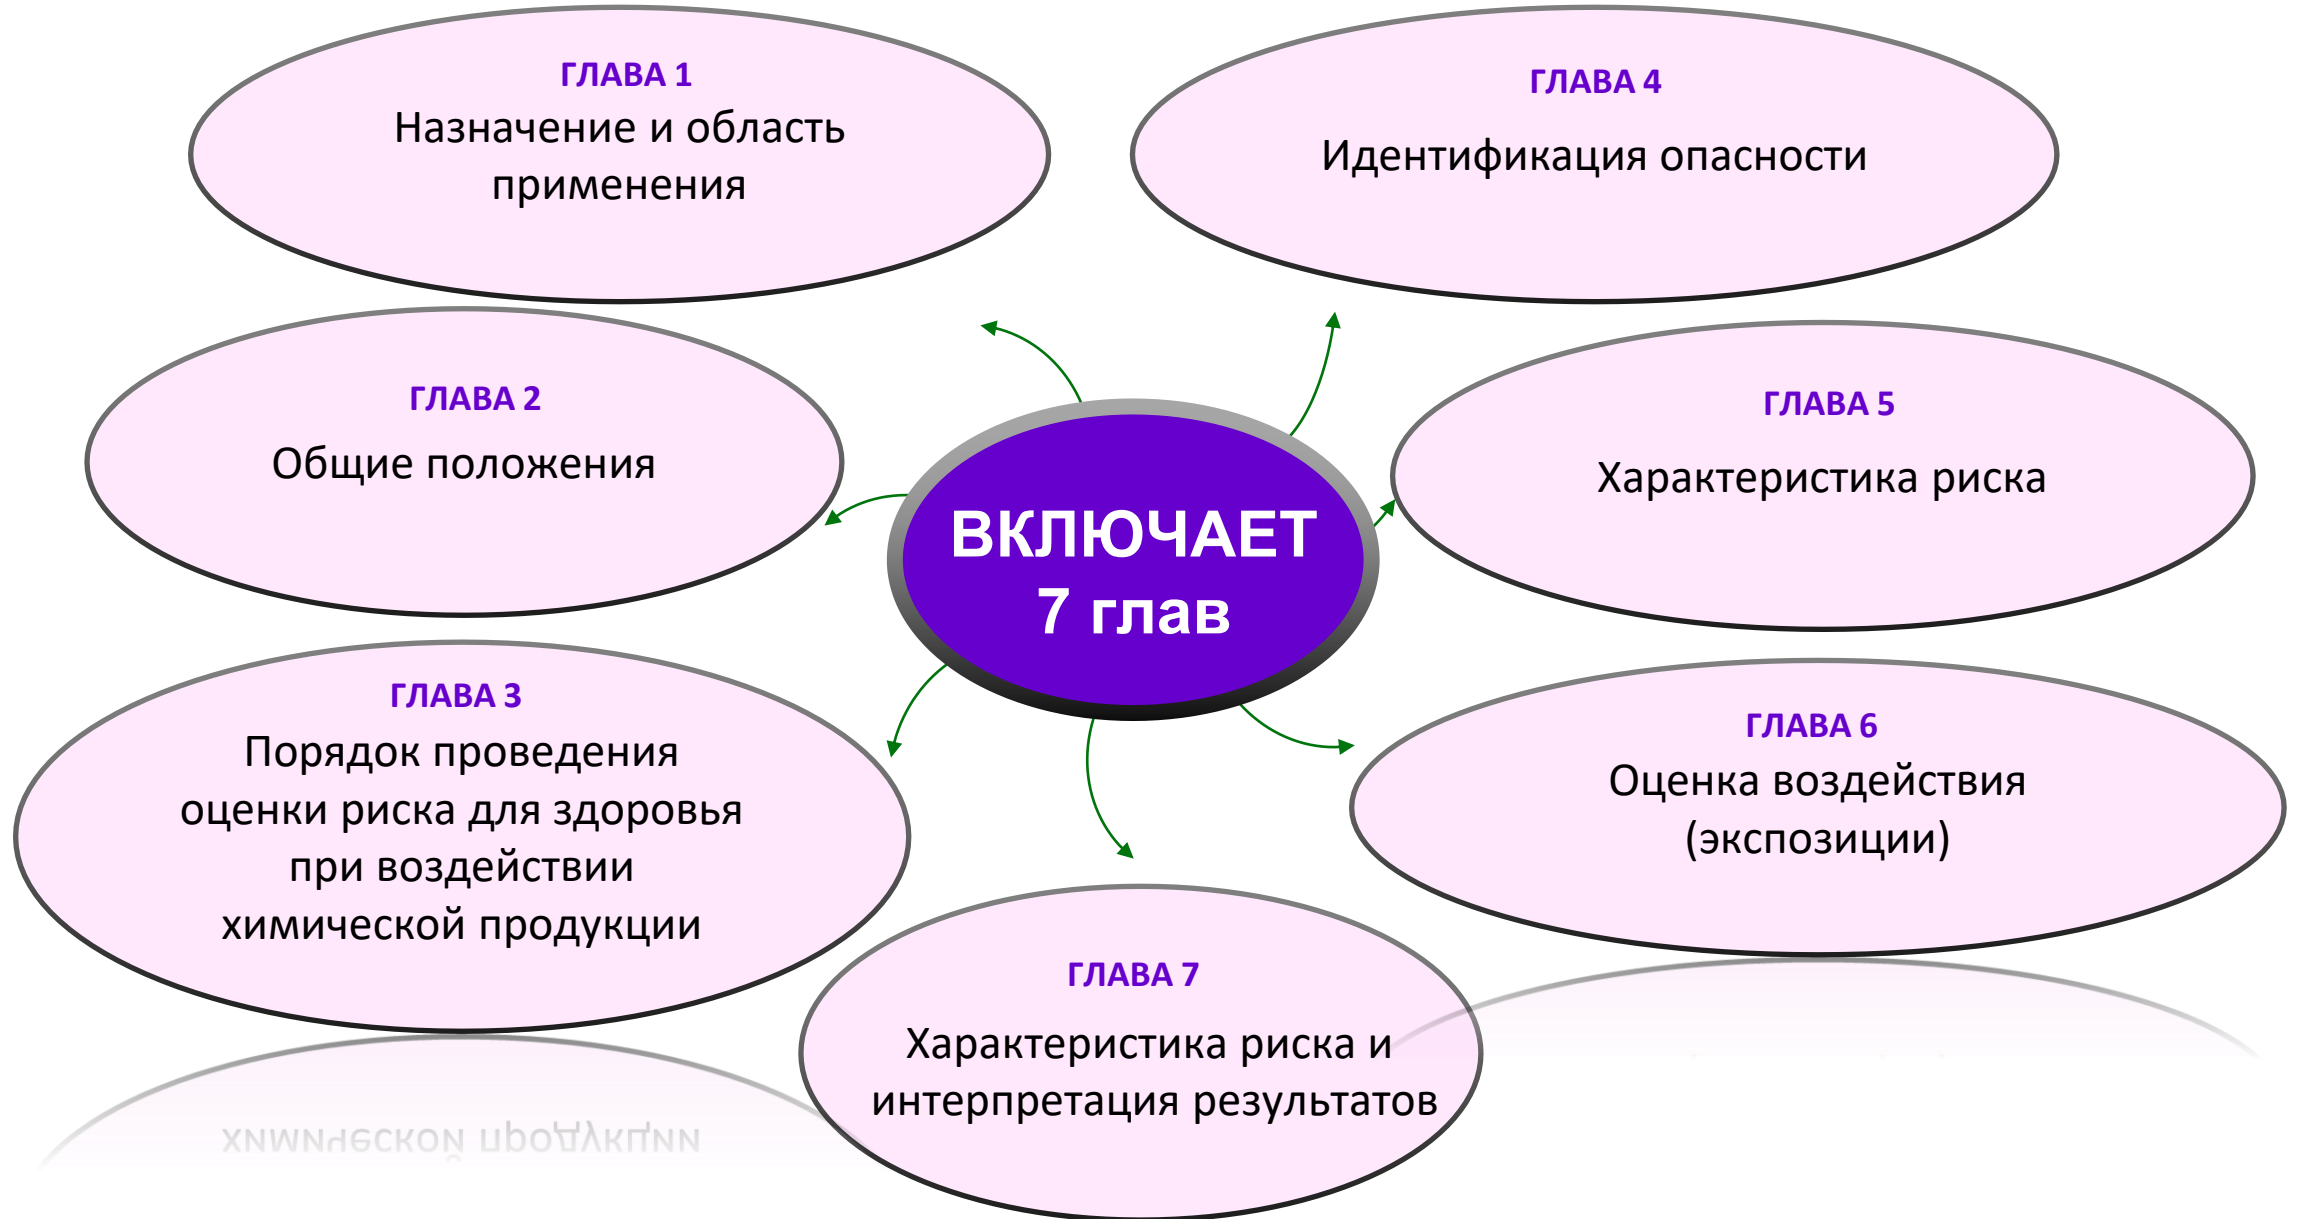 ГЛАВА 1
Назначение и область
применения
ГЛАВА 2
Общие положения
ГЛАВА 3
Порядок проведения
оценки риска для здоровья
при воздействии
химической продукции
ГЛАВА 4
Идентификация опасности
ГЛАВА 5
Характеристика риска
ГЛАВА 6
Оценка воздействия
(экспозиции)
ГЛАВА 7
Характеристика риска и
интерпретация результатов
ВКЛЮЧАЕТ
7 глав
химической продукции